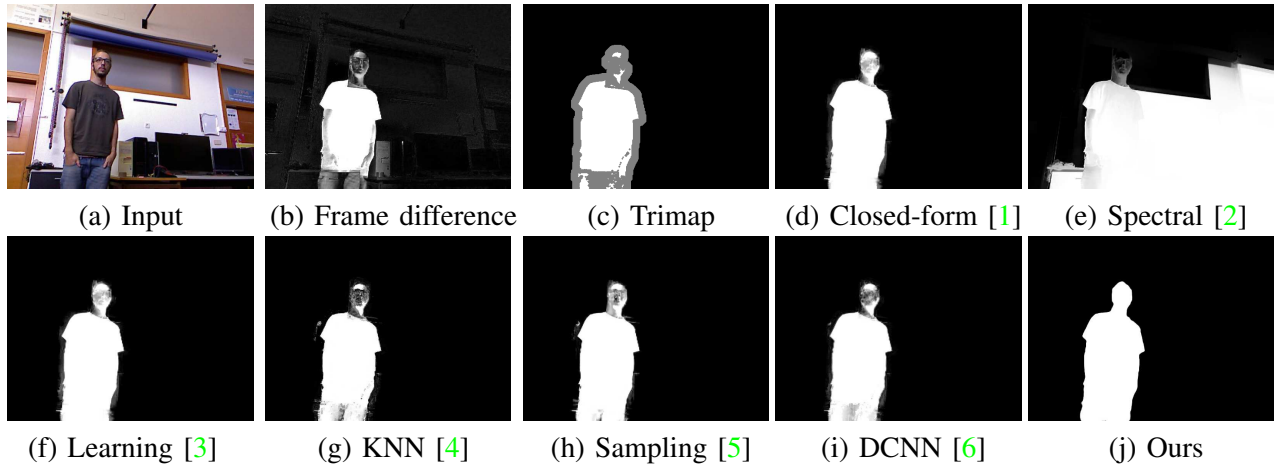 (a) Input (b) Frame difference (c) Trimap (d) Closed-form [1] (e) Spectral [2]
(f) Learning [3] (g) KNN [4] (h) Sampling [5] (i) DCNN [6] (j) Ours